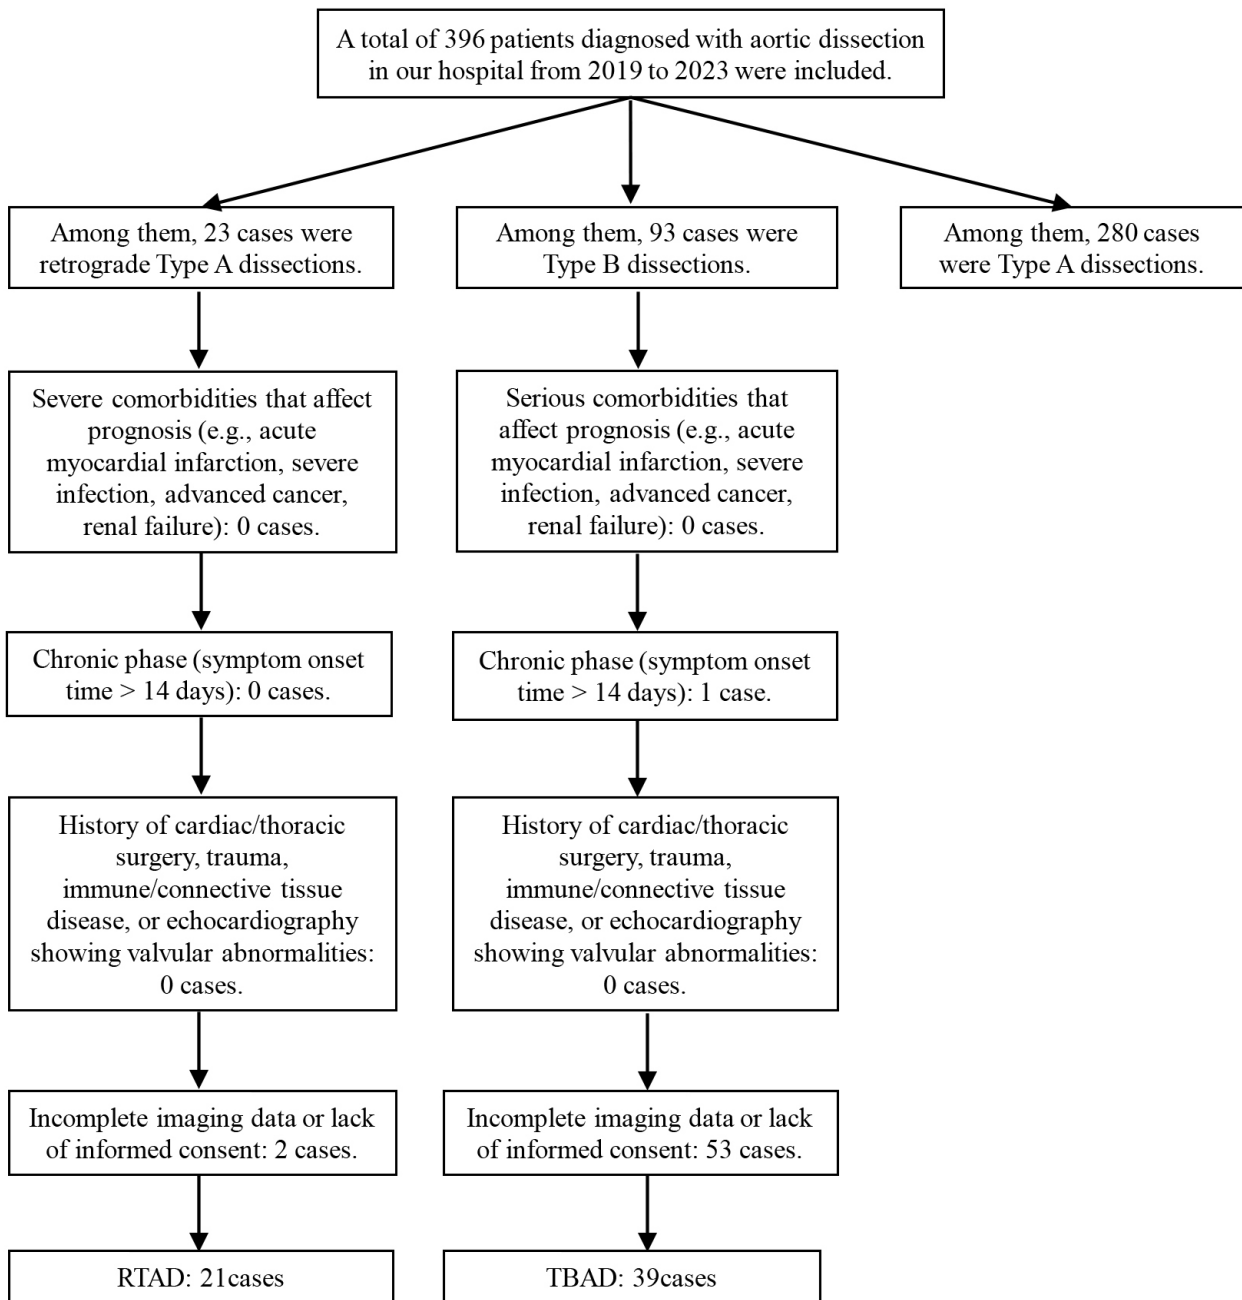 A total of 396 patients diagnosed with aortic dissection
in our hospital from 2019 to 2023 were included.
Among them, 23 cases were
retrograde Type A dissections.
Among them, 93 cases were
Type B dissections.
Among them, 280 cases
were Type A dissections.
Severe comorbidities that affect
prognosis (e.g., acute
myocardial infarction, severe
infection, advanced cancer,
renal failure): 0 cases.
Serious comorbidities that
affect prognosis (e.g., acute
myocardial infarction, severe
infection, advanced cancer,
renal failure): 0 cases.
Chronic phase (symptom onset
time > 14 days): 0 cases.
Chronic phase (symptom onset
time > 14 days): 1 case.
History of cardiac/thoracic
surgery, trauma,
immune/connective tissue
disease, or echocardiography
showing valvular abnormalities:
0 cases.
History of cardiac/thoracic
surgery, trauma,
immune/connective tissue
disease, or echocardiography
showing valvular abnormalities:
0 cases.
Incomplete imaging data or lack
of informed consent: 2 cases.
Incomplete imaging data or lack
of informed consent: 53 cases.
RTAD: 21cases
TBAD: 39cases